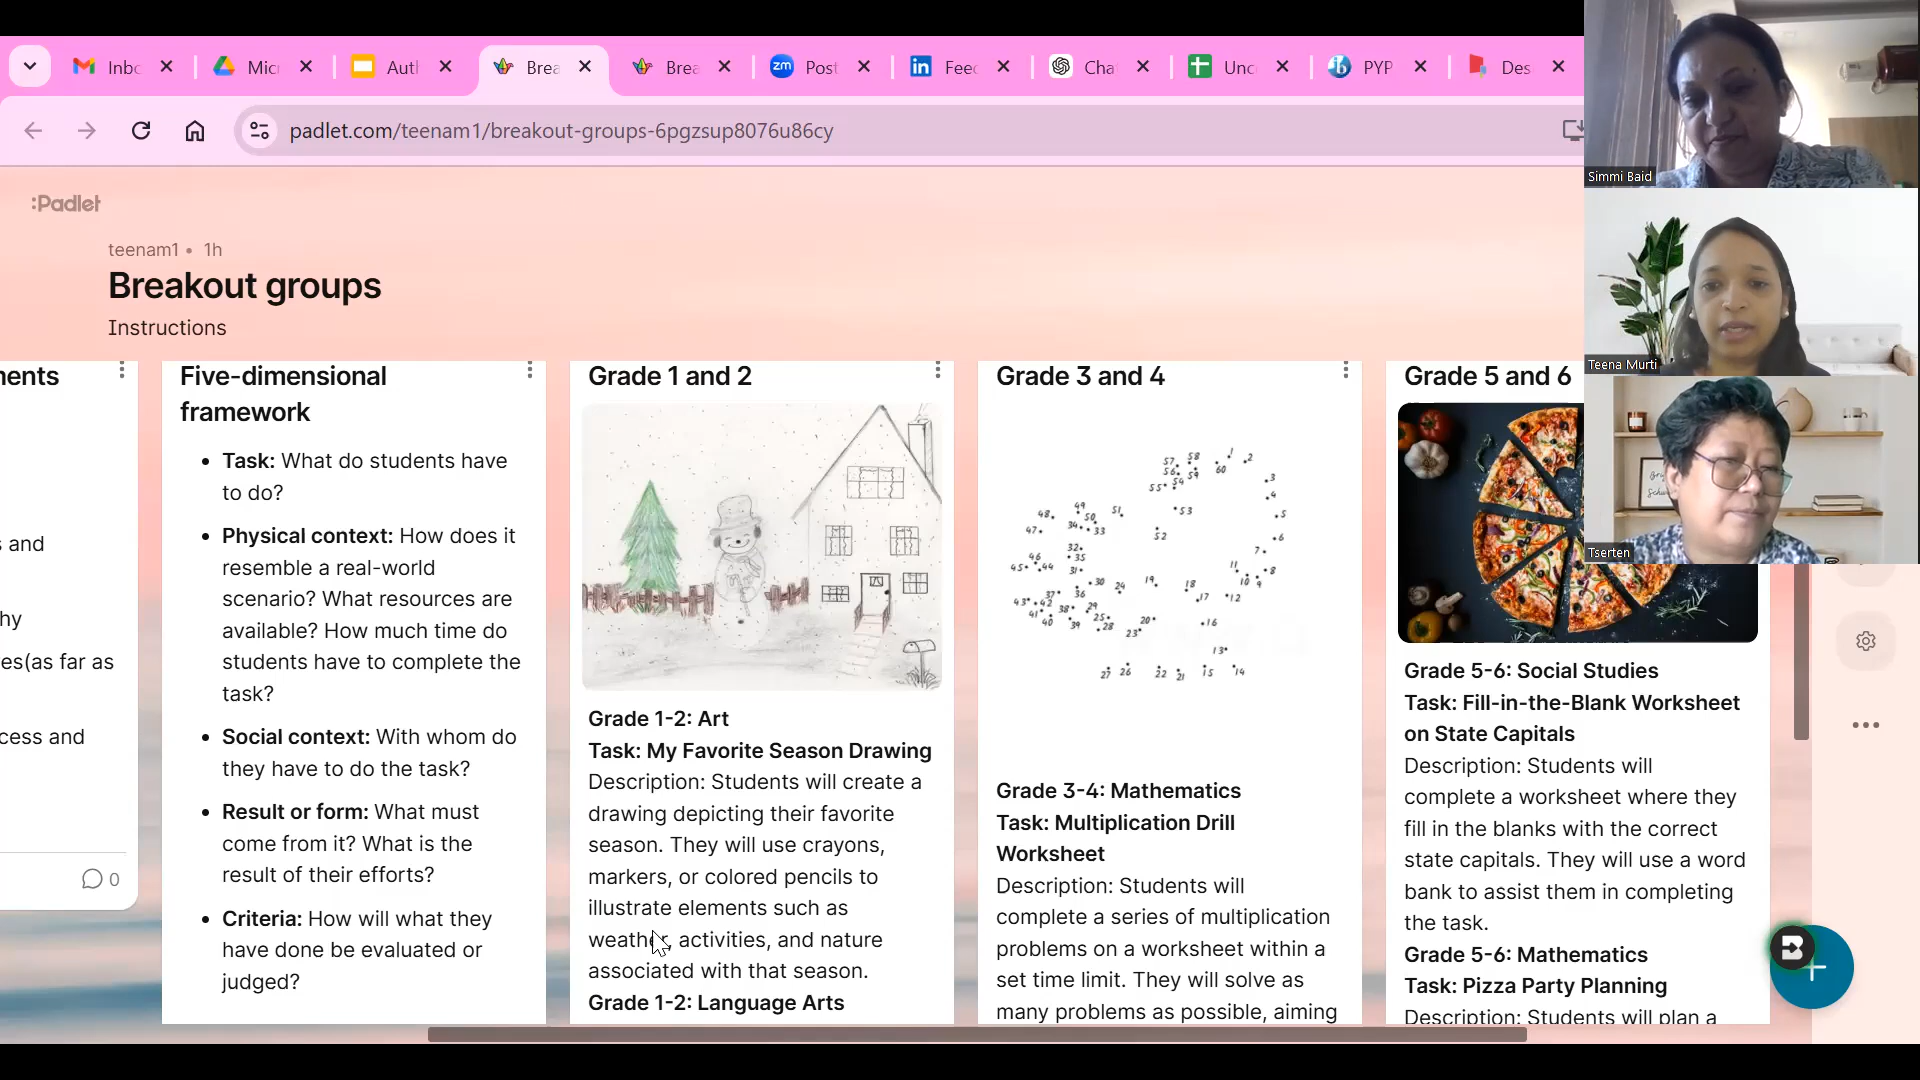 Inbc
Micr
Autl
Brea
Brea
Post
Feec
Cha
Unc
PYP
Des
padlet.com/teenam1/breakout-groups-6pgzsup8076u86cy
:Padlet
teenam1 • 1h
Breakout groups
Instructions
nents
s and
hy
es(as far as
cess and
0
Five-dimensional
framework
• Task: What do students have
to do?
• Physical context: How does it
resemble a real-world
scenario? What resources are
available? How much time do
students have to complete the
task?
• Social context: With whom do
they have to do the task?
• Result or form: What must
come from it? What is the
result of their efforts?
• Criteria: How will what they
have done be evaluated or
judged?
Grade 1 and 2
Grade 1-2: Art
Task: My Favorite Season Drawing
Description: Students will create a
drawing depicting their favorite
season. They will use crayons,
markers, or colored pencils to
illustrate elements such as
weather, activities, and nature
associated with that season.
Grade 1-2: Language Arts
Grade 3 and 4
Grade 3-4: Mathematics
Task: Multiplication Drill
Worksheet
Description: Students will
complete a series of multiplication
problems on a worksheet within a
set time limit. They will solve as
many problems as possible, aiming
Grade 5 and 6
Grade 5-6: Social Studies
Task: Fill-in-the-Blank Worksheet
on State Capitals
Description: Students will
complete a worksheet where they
fill in the blanks with the correct
state capitals. They will use a word
bank to assist them in completing
the task.
Grade 5-6: Mathematics
Task: Pizza Party Planning
Description: Students will plan a
Simmi Baid
Teena Murti
Tserten